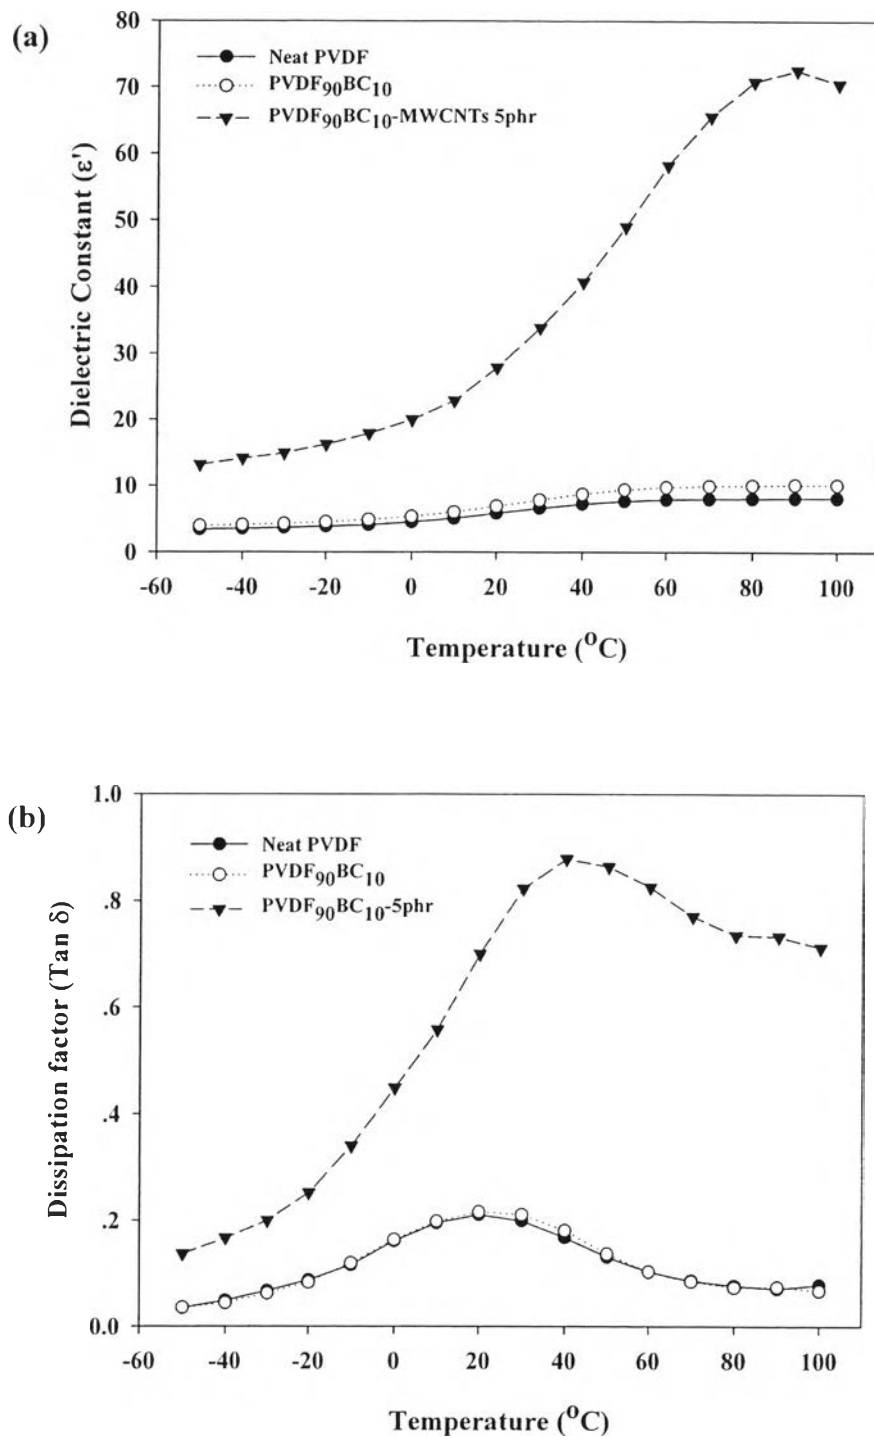 (a)
80
70
60
50
40
30
20
10
0
Dielectric Constant (ε')
Neat PVDF
PVDF90BC10
PVDF90BC10-MWCNTs 5phr
-60 -40 -20 0 20 40 60 80 100
Temperature (oC)
(b)
1.0
.8
.6
.4
.2
0.0
Dissipation factor (Tan δ)
Neat PVDF
PVDF90BC10
PVDF90BC10-5phr
-60 -40 -20 0 20 40 60 80 100
Temperature (oC)